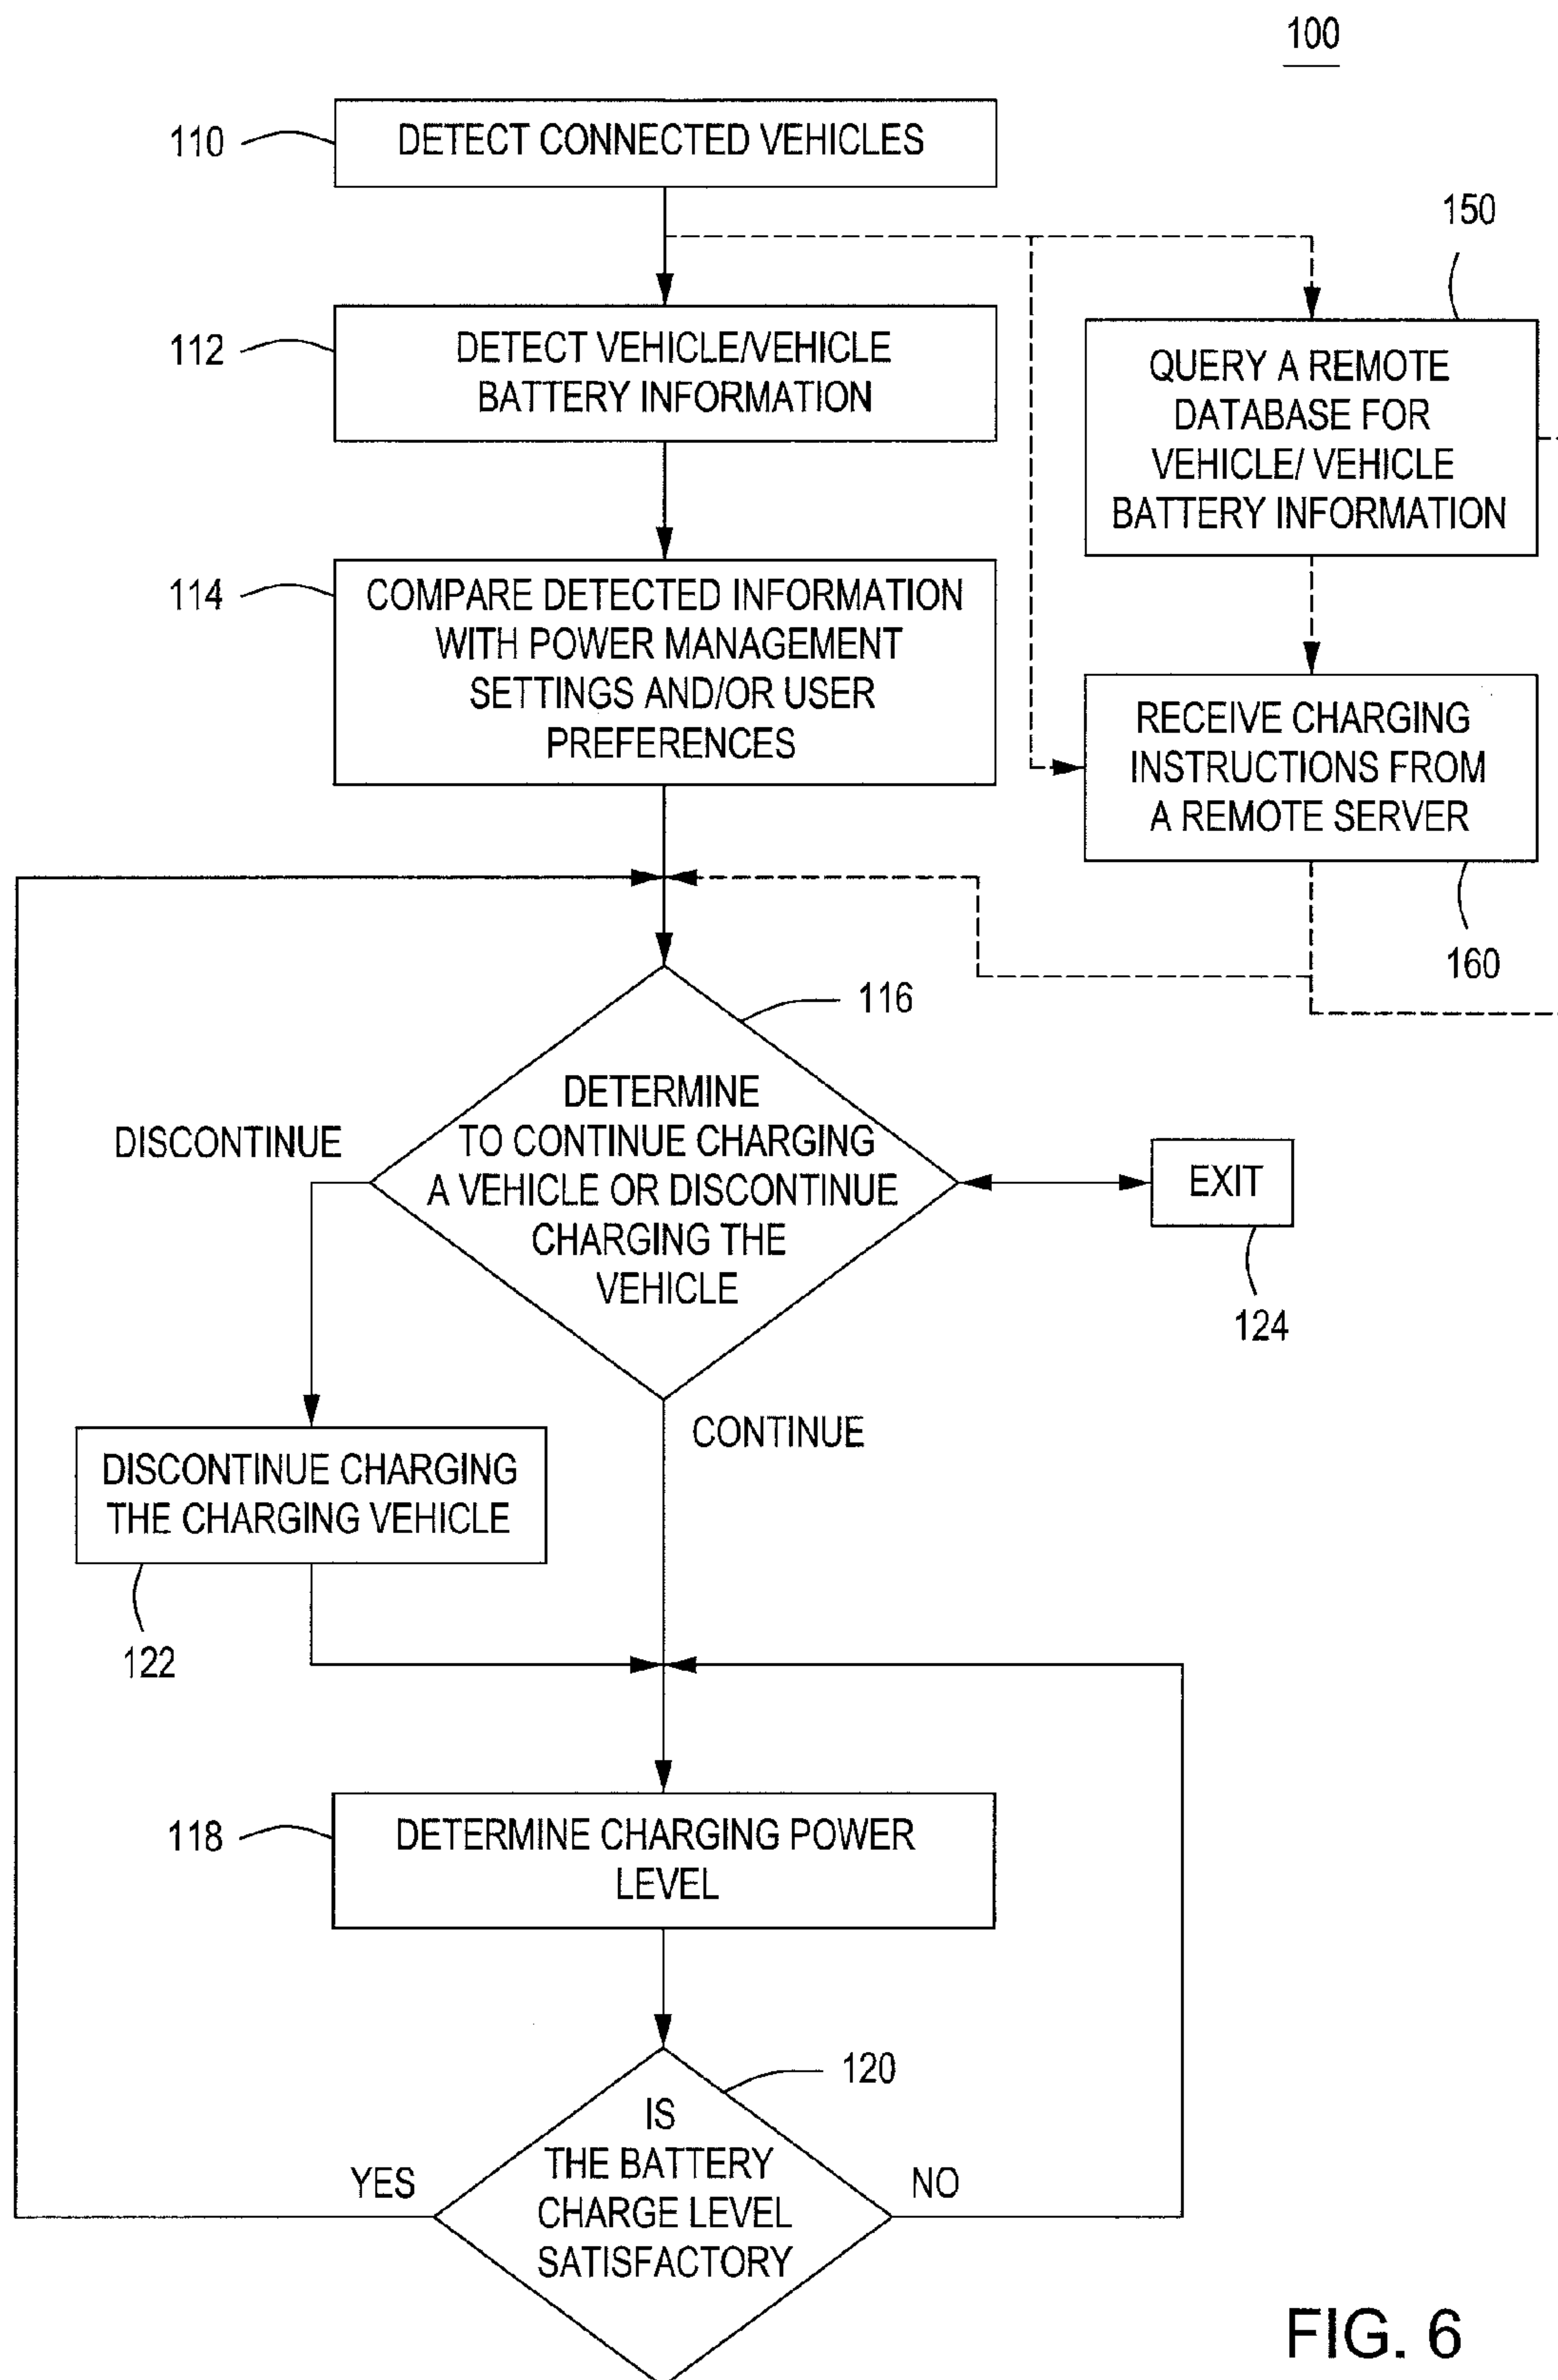 100
110
DETECT CONNECTED VEHICLES
150
112
DETECT VEHICLE/VEHICLE
BATTERY INFORMATION
QUERY A REMOTE
DATABASE FOR
VEHICLE/ VEHICLE
BATTERY INFORMATION
114
COMPARE DETECTED INFORMATION
WITH POWER MANAGEMENT
SETTINGS AND/OR USER
PREFERENCES
RECEIVE CHARGING
INSTRUCTIONS FROM
A REMOTE SERVER
160
116
DETERMINE
TO CONTINUE CHARGING
A VEHICLE OR DISCONTINUE
CHARGING THE
VEHICLE
DISCONTINUE
EXIT
124
CONTINUE
DISCONTINUE CHARGING
THE CHARGING VEHICLE
122
118
DETERMINE CHARGING POWER
LEVEL
120
IS
THE BATTERY
CHARGE LEVEL
SATISFACTORY
YES
NO
FIG. 6